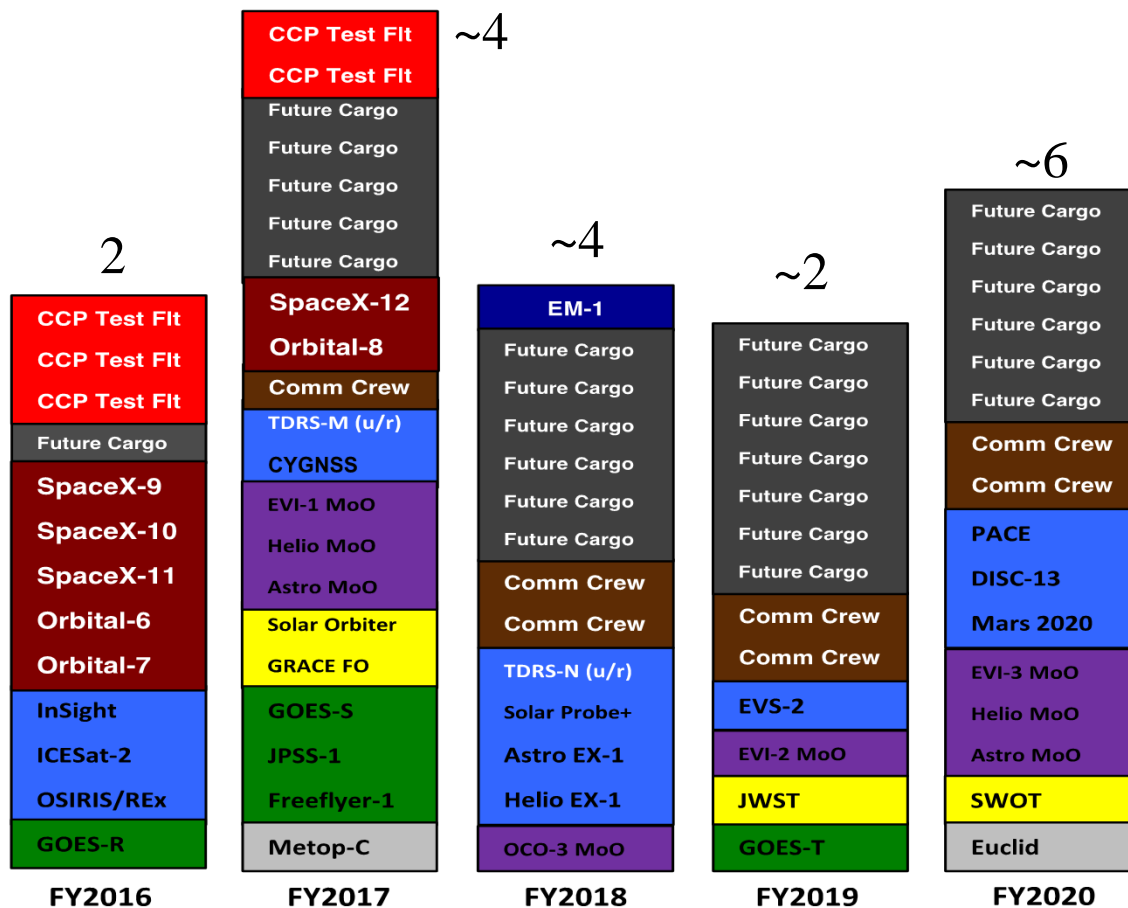 2
CCP Test Flt
CCP Test Flt
CCP Test Flt
Future Cargo
SpaceX-9
SpaceX-10
SpaceX-11
Orbital-6
Orbital-7
InSight
ICESat-2
OSIRIS/REx
GOES-R
FY2016
~4
CCP Test Flt
CCP Test Flt
Future Cargo
Future Cargo
Future Cargo
Future Cargo
Future Cargo
SpaceX-12
Orbital-8
Comm Crew
TDRS-M (u/r)
CYGNSS
EVI-1 MoO
Helio MoO
Astro MoO
Solar Orbiter
GRACE FO
GOES-S
JPSS-1
Freeflyer-1
Metop-C
FY2017
~4
EM-1
Future Cargo
Future Cargo
Future Cargo
Future Cargo
Future Cargo
Future Cargo
Comm Crew
Comm Crew
TDRS-N (u/r)
Solar Probe+
Astro EX-1
Helio EX-1
OCO-3 MoO
FY2018
~2
Future Cargo
Future Cargo
Future Cargo
Future Cargo
Future Cargo
Future Cargo
Future Cargo
Comm Crew
Comm Crew
EVS-2
EVI-2 MoO
JWST
GOES-T
FY2019
~6
Future Cargo
Future Cargo
Future Cargo
Future Cargo
Future Cargo
Future Cargo
Comm Crew
Comm Crew
PACE
DISC-13
Mars 2020
EVI-3 MoO
Helio MoO
Astro MoO
SWOT
Euclid
FY2020